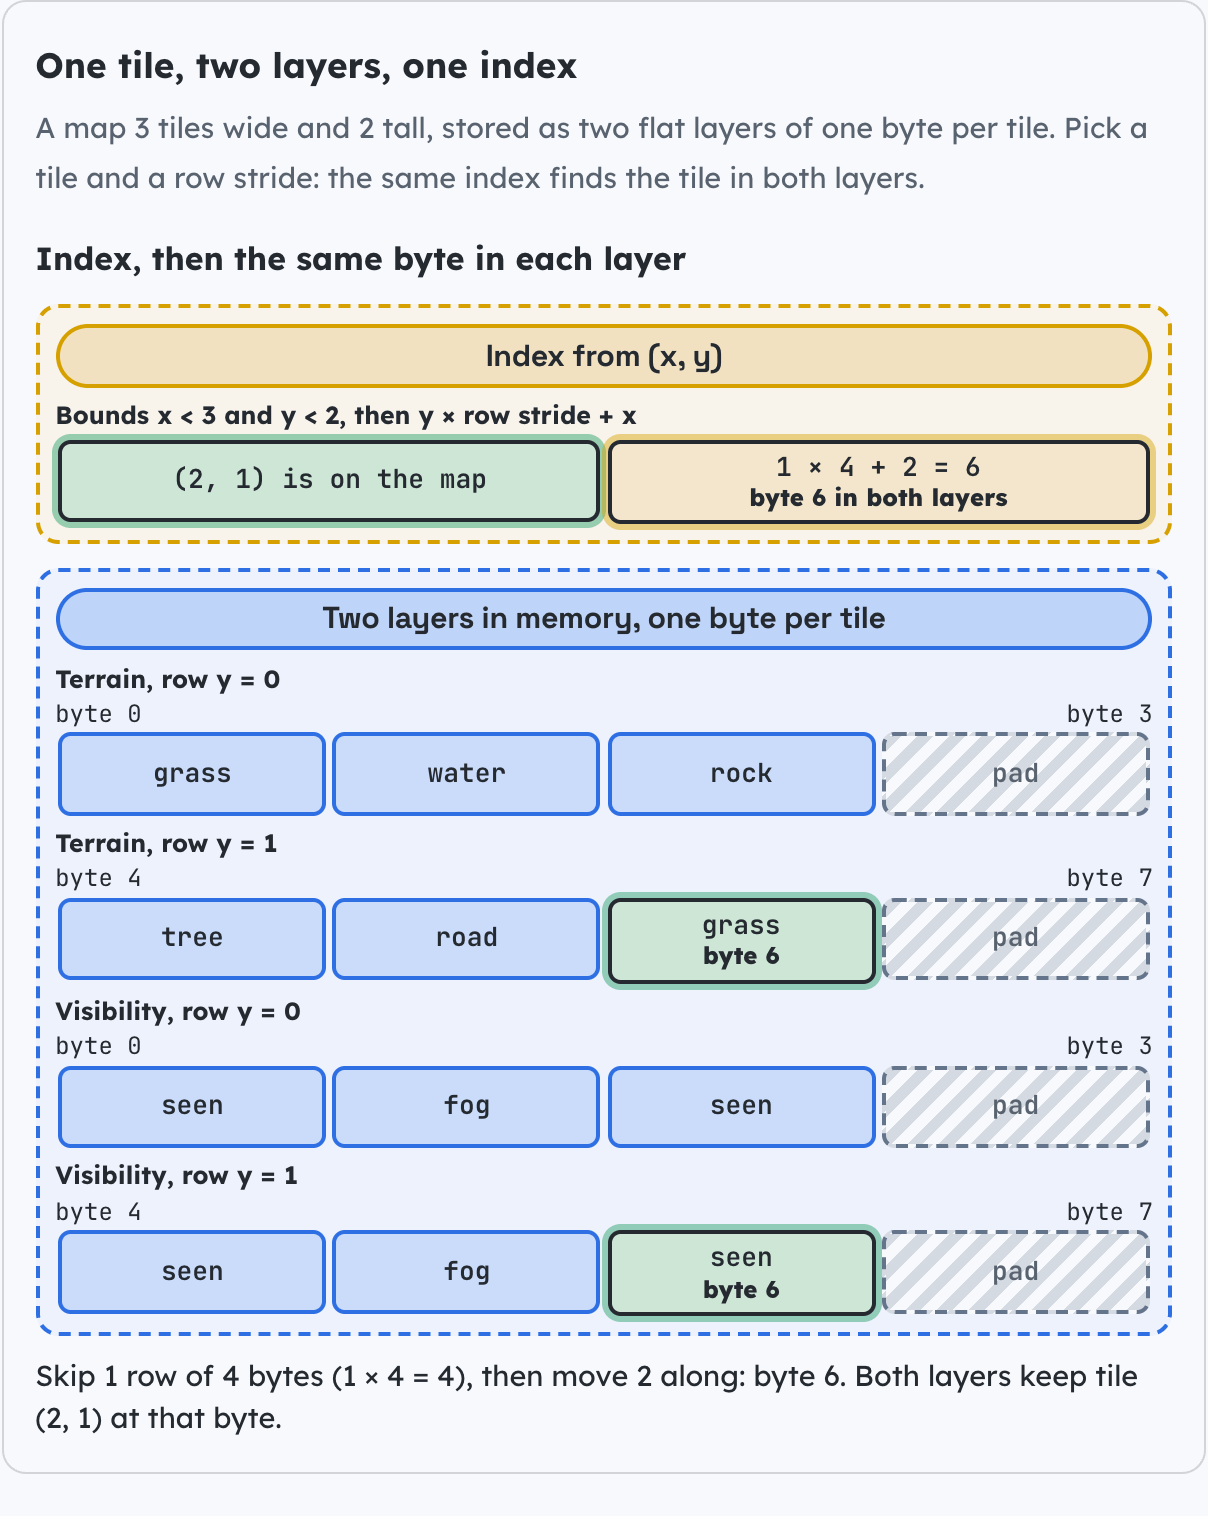 One tile, two layers, one index
A map 3 tiles wide and 2 tall, stored as two flat layers of one byte per tile. Pick a
tile and a row stride: the same index finds the tile in both layers.
Index, then the same byte in each layer
Index from (x, y)
Bounds x < 3 and y < 2, then y × row stride + x
(2, 1) is on the map
1 × 4 + 2 = 6
byte 6 in both layers
Two layers in memory, one byte per tile
Terrain, row y = 0
byte 0 byte 3
grass water rock pad
Terrain, row y = 1
byte 4 byte 7
tree road grass pad
byte 6
Visibility, row y = 0
byte 0 byte 3
seen fog seen pad
Visibility, row y = 1
byte 4 byte 7
seen fog seen pad
byte 6
Skip 1 row of 4 bytes (1 × 4 = 4), then move 2 along: byte 6. Both layers keep tile
(2, 1) at that byte.